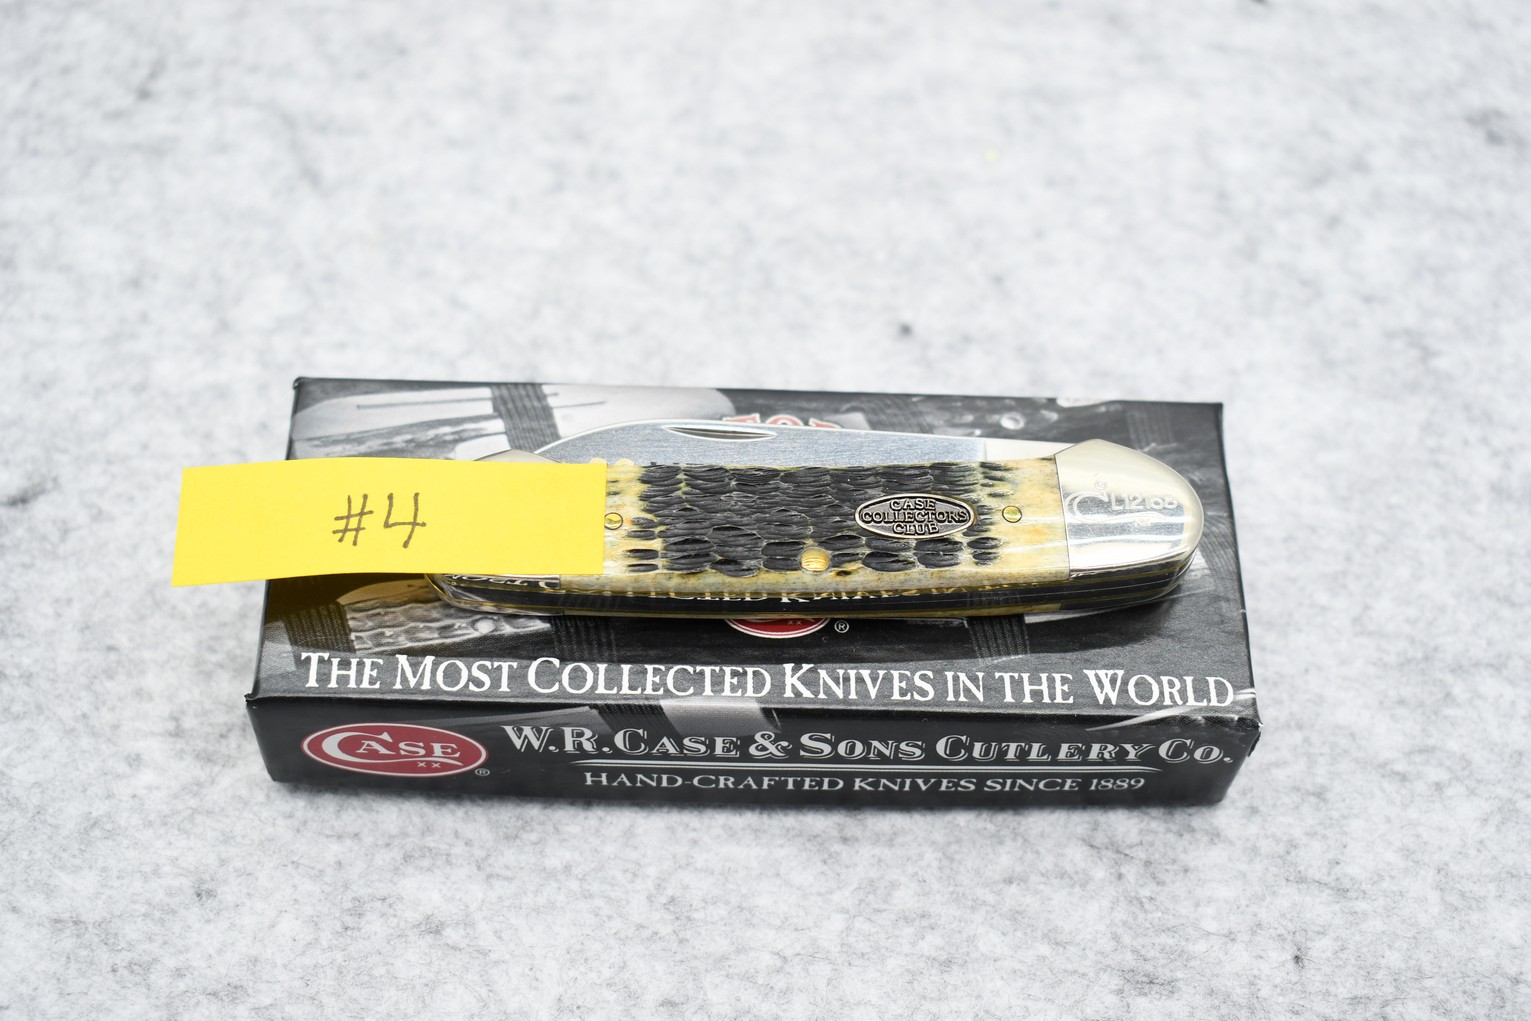 #4
CASE
COLLECTORS
CLUB
THE MOST COLLECTED KNIVES IN THE WORLD
CASE
XX
®
W.R. CASE & SONS CUTLERY CO.
HAND-CRAFTED KNIVES SINCE 1889